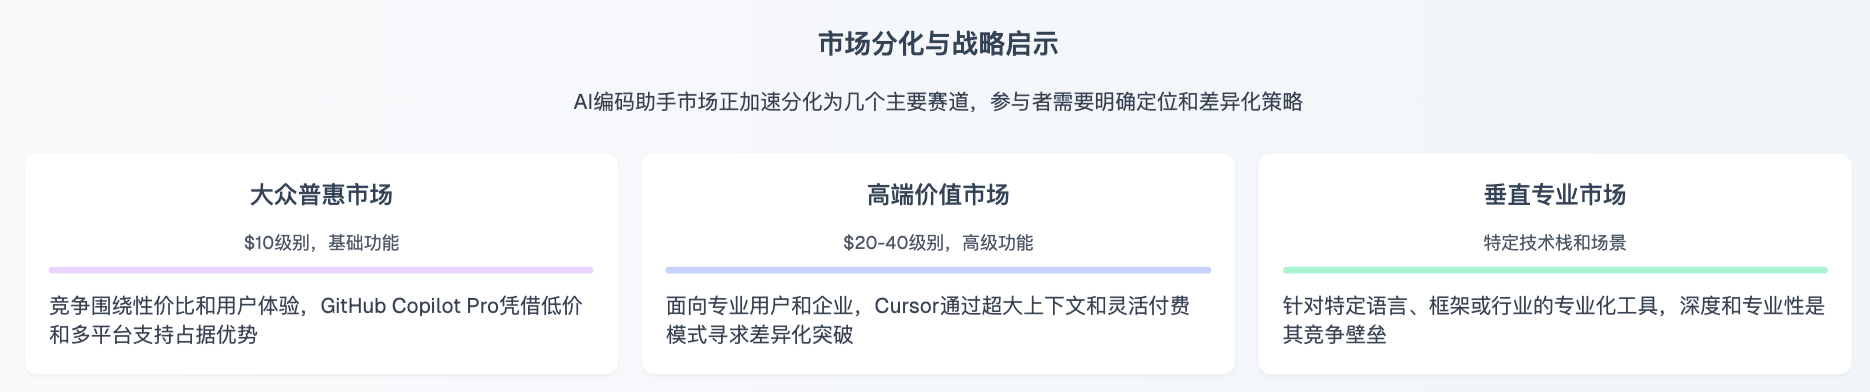 市场分化与战略启示
AI编码助手市场正加速分化为几个主要赛道，参与者需要明确定位和差异化策略
大众普惠市场
$10级别，基础功能
竞争围绕性价比和用户体验，GitHub Copilot Pro凭借低价
和多平台支持占据优势
高端价值市场
$20-40级别，高级功能
面向专业用户和企业，Cursor通过超大上下文和灵活付费
模式寻求差异化突破
垂直专业市场
特定技术栈和场景
针对特定语言、框架或行业的专业化工具，深度和专业性是
其竞争壁垒